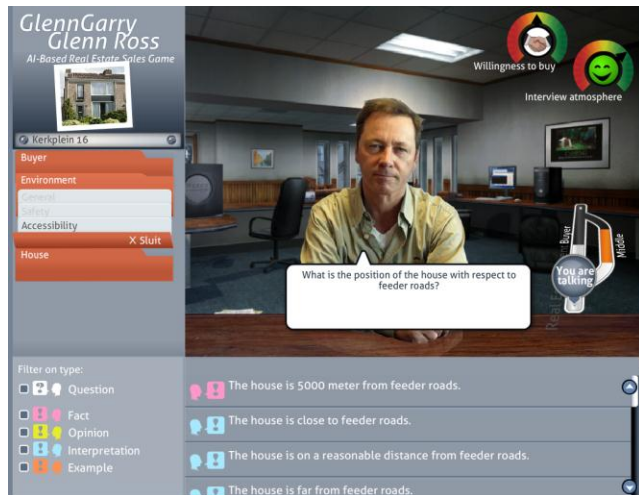 GlennGarry
Glenn Ross
AI-Based Real Estate Sales Game
Kerkplein 16
Buyer
Environment
General
Safety
Accessibility
X Sluit
House
Willingness to buy
Interview atmosphere
What is the position of the house with respect to
feeder roads?
Buyer
Middle
You are
talking
Real E
Filter on type:
Question
Fact
Opinion
Interpretation
Example
The house is 5000 meter from feeder roads.
The house is close to feeder roads.
The house is on a reasonable distance from feeder roads.
The house is far from feeder roads.